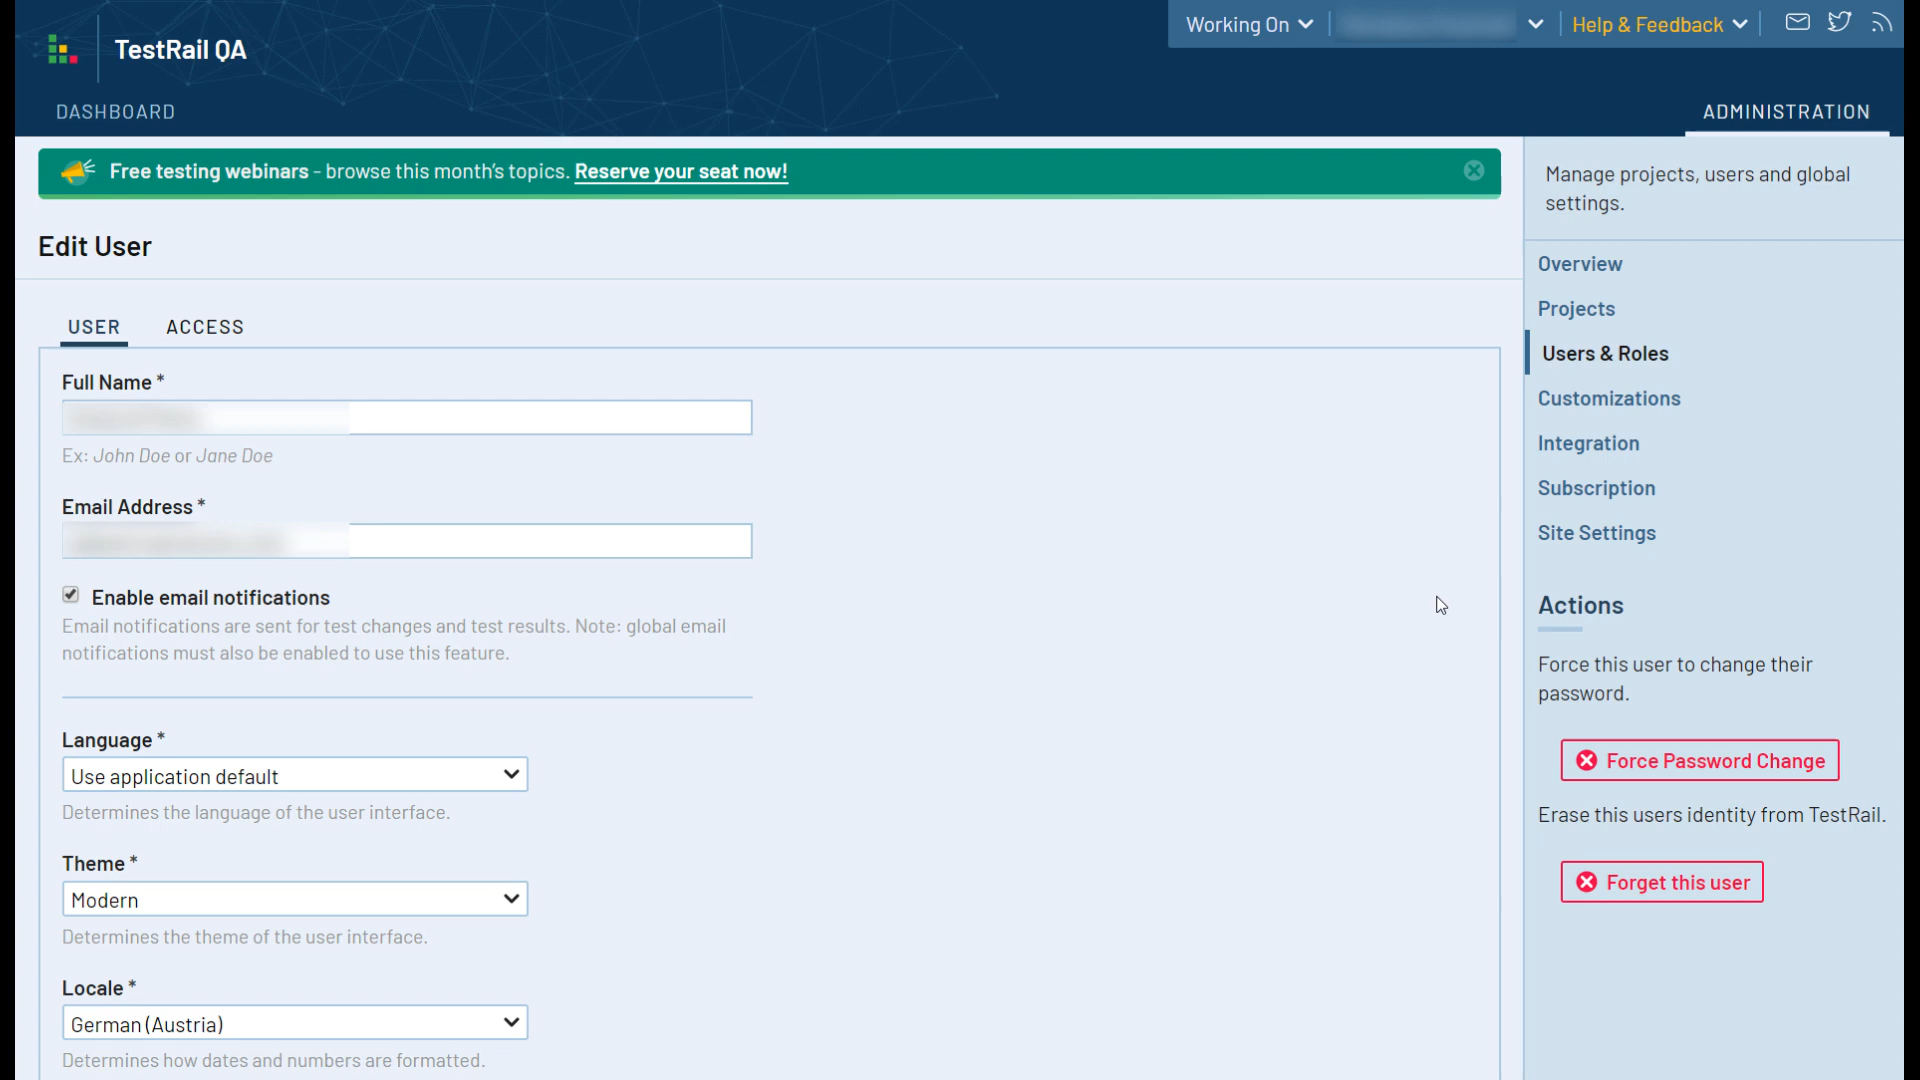 Working On
Help & Feedback
TestRail QA
DASHBOARD
ADMINISTRATION
Free testing webinars - browse this month's topics. Reserve your seat now!
Edit User
USER
ACCESS
Full Name *
Ex: John Doe or Jane Doe
Email Address *
Enable email notifications
Email notifications are sent for test changes and test results. Note: global email
notifications must also be enabled to use this feature.
Language *
Use application default
Determines the language of the user interface.
Theme *
Modern
Determines the theme of the user interface.
Locale *
German (Austria)
Determines how dates and numbers are formatted.
Manage projects, users and global
settings.
Overview
Projects
Users & Roles
Customizations
Integration
Subscription
Site Settings
Actions
Force this user to change their
password.
Force Password Change
Erase this users identity from TestRail.
Forget this user